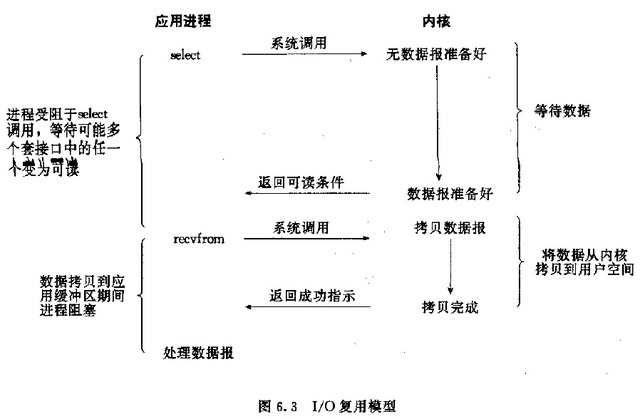 应用进程
内核
select
系统调用
无数据报准备好
进程受阻于select
调用，等待可能多
个套接口中的任一
个变为可读
等待数据
返回可读条件
数据报准备好
recvfrom
系统调用
拷贝数据报
将数据从内核
拷贝到用户空间
数据拷贝到应
用缓冲区期间
进程阻塞
返回成功指示
拷贝完成
处理数据报
图 6.3 I/O 复用模型